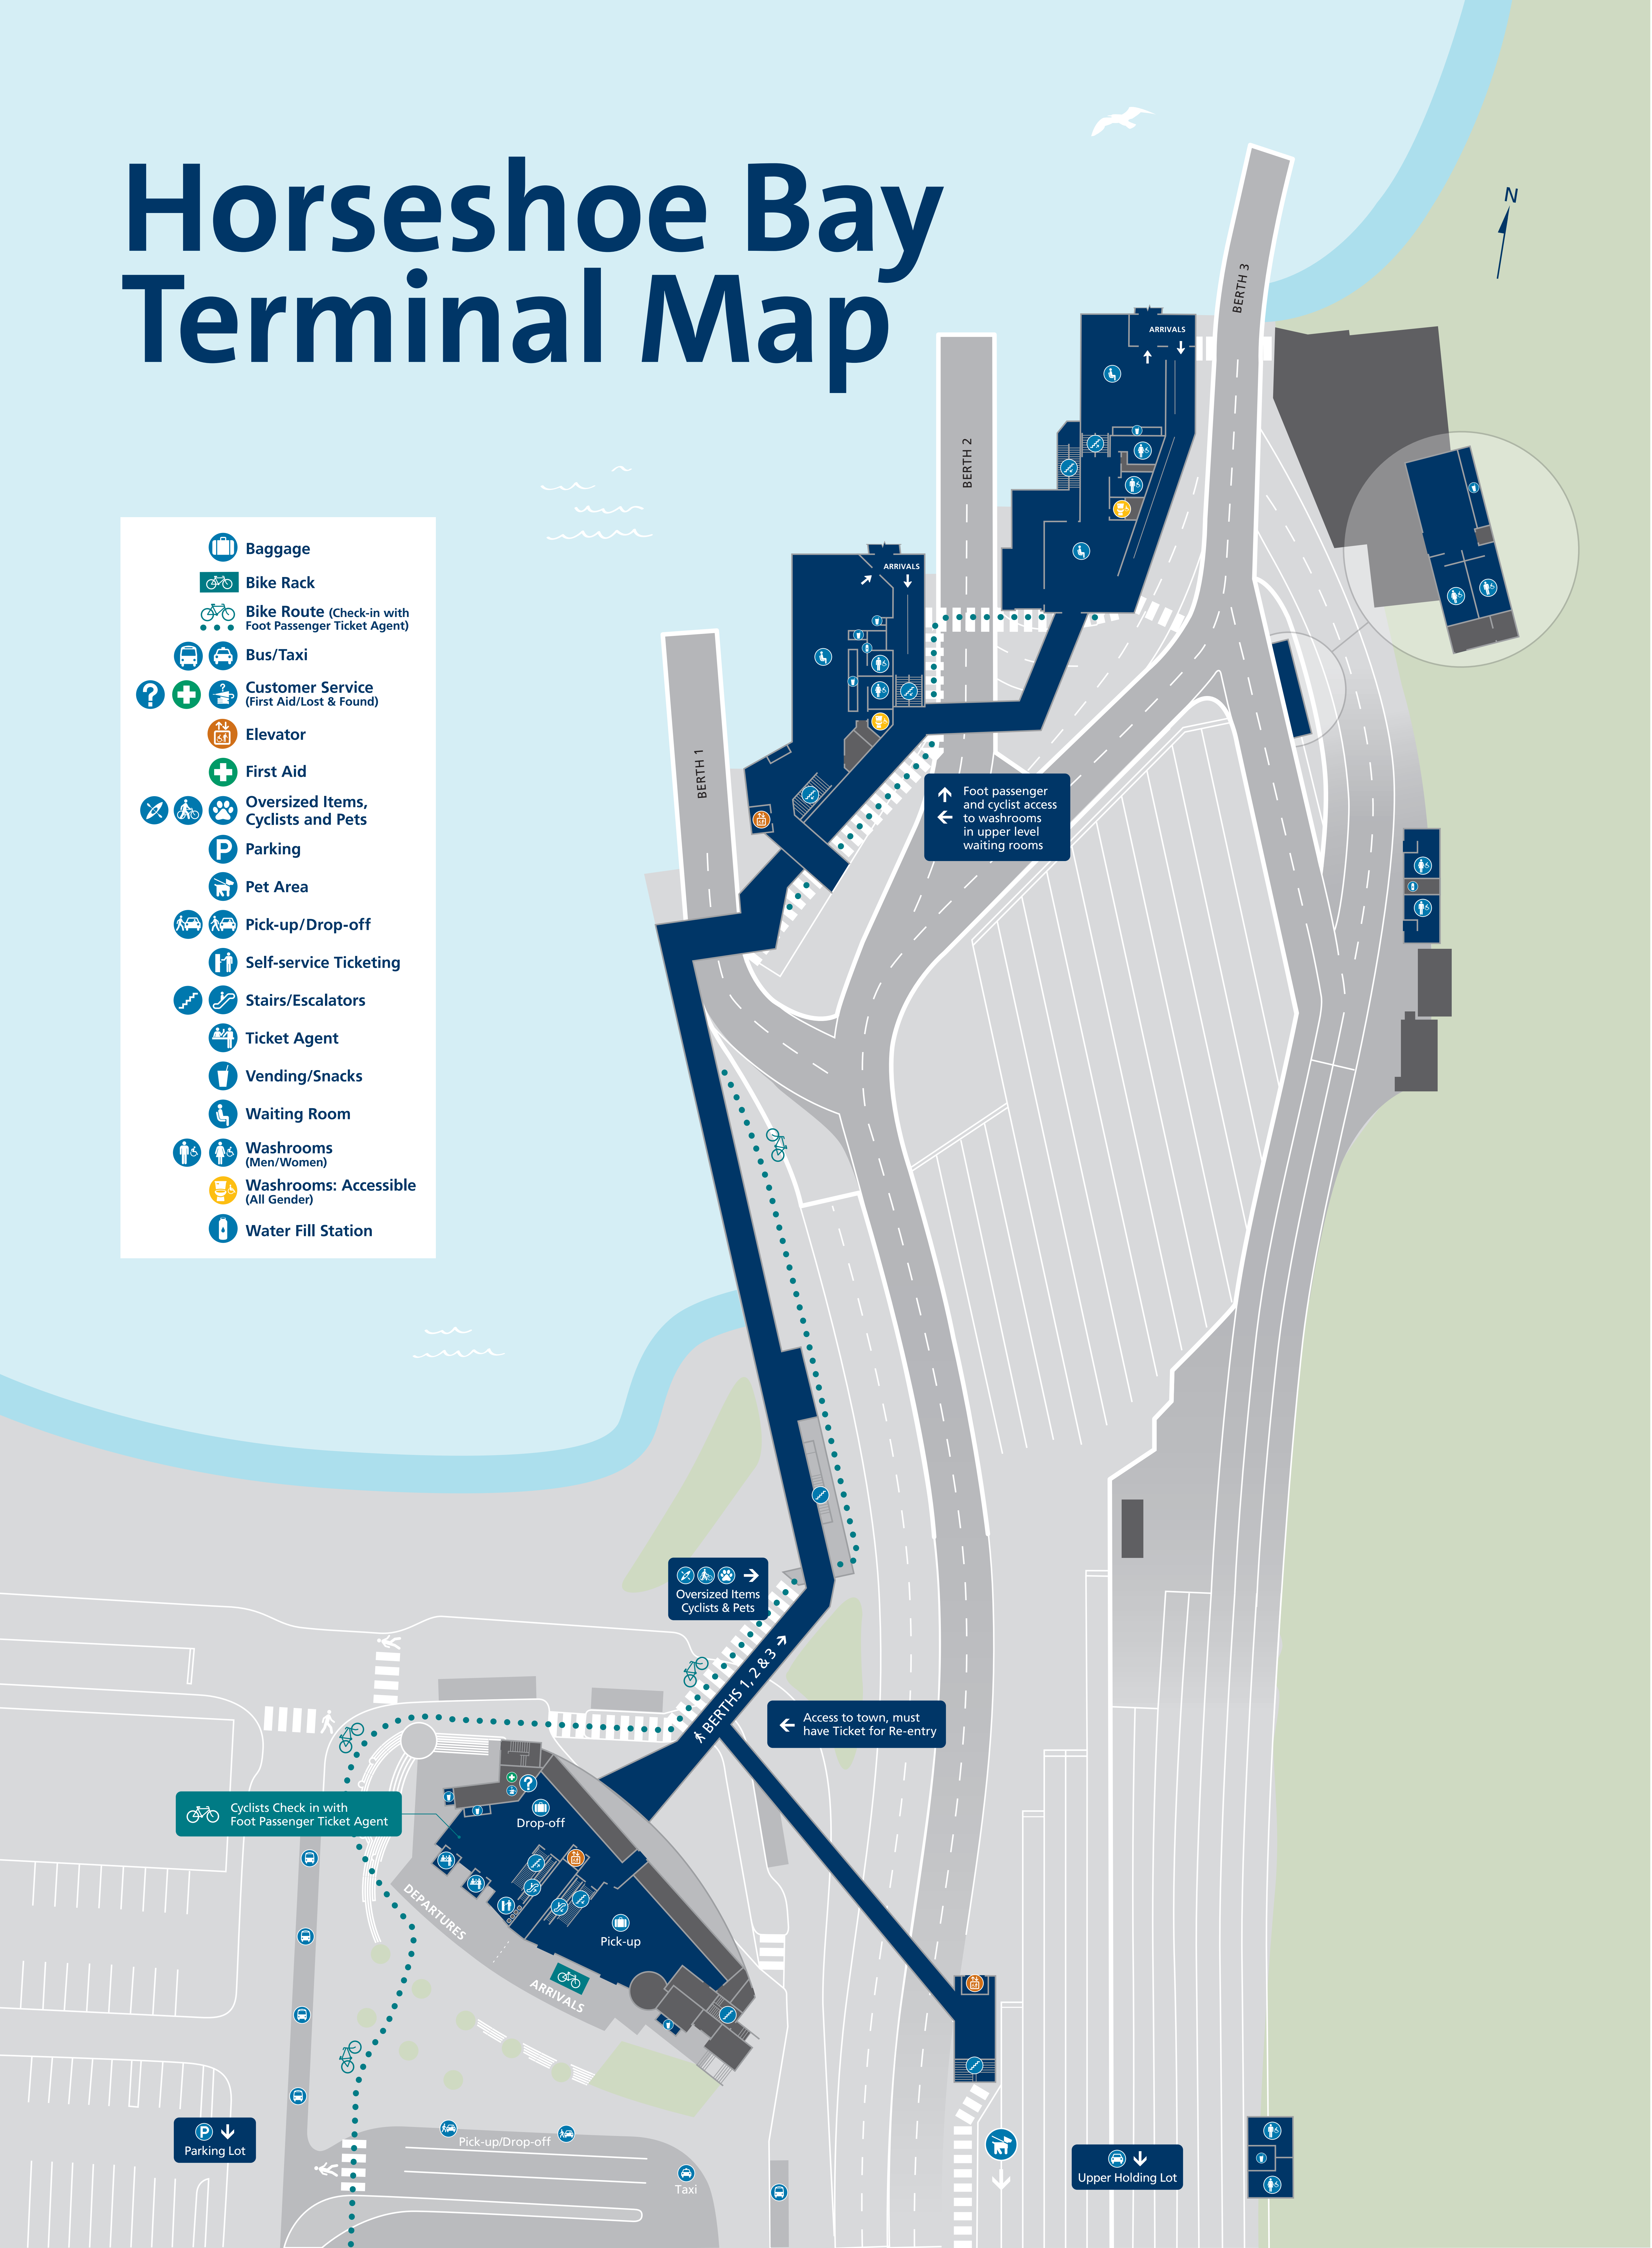 Horseshoe Bay
Terminal Map
N
BERTH 3
ARRIVALS
BERTH 2
ARRIVALS
BERTH 1
Baggage
Bike Rack
Bike Route (Check-in with
Foot Passenger Ticket Agent)
Bus/Taxi
Customer Service
(First Aid/Lost & Found)
Elevator
First Aid
Oversized Items,
Cyclists and Pets
P
Parking
Pet Area
Pick-up/Drop-off
Self-service Ticketing
Stairs/Escalators
Ticket Agent
Vending/Snacks
Waiting Room
Washrooms
(Men/Women)
Washrooms: Accessible
(All Gender)
Water Fill Station
Foot passenger
and cyclist access
to washrooms
in upper level
waiting rooms
Oversized Items
Cyclists & Pets
BERTHS 1, 2 & 3
Access to town, must
have Ticket for Re-entry
Cyclists Check in with
Foot Passenger Ticket Agent
?
Drop-off
DEPARTURES
Pick-up
ARRIVALS
P
Parking Lot
Pick-up/Drop-off
Taxi
Upper Holding Lot